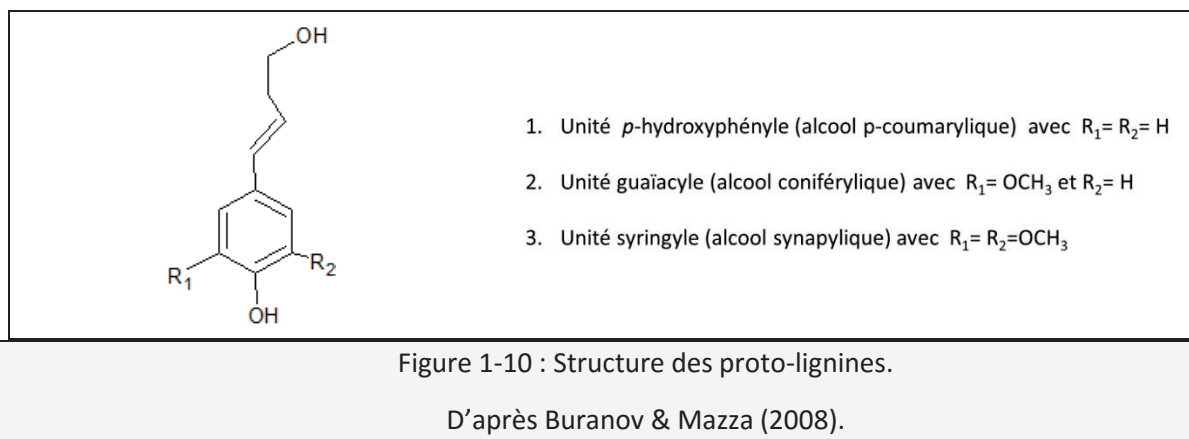 OH
1. Unité p-hydroxyphényle (alcool p-coumarylique) avec R₁= R₂= H
2. Unité guaïacyle (alcool coniférylique) avec R₁= OCH₃ et R₂= H
3. Unité syringyle (alcool synapylique) avec R₁= R₂=OCH₃
R₁
R₂
OH
Figure 1-10 : Structure des proto-lignines.
D’après Buranov & Mazza (2008).